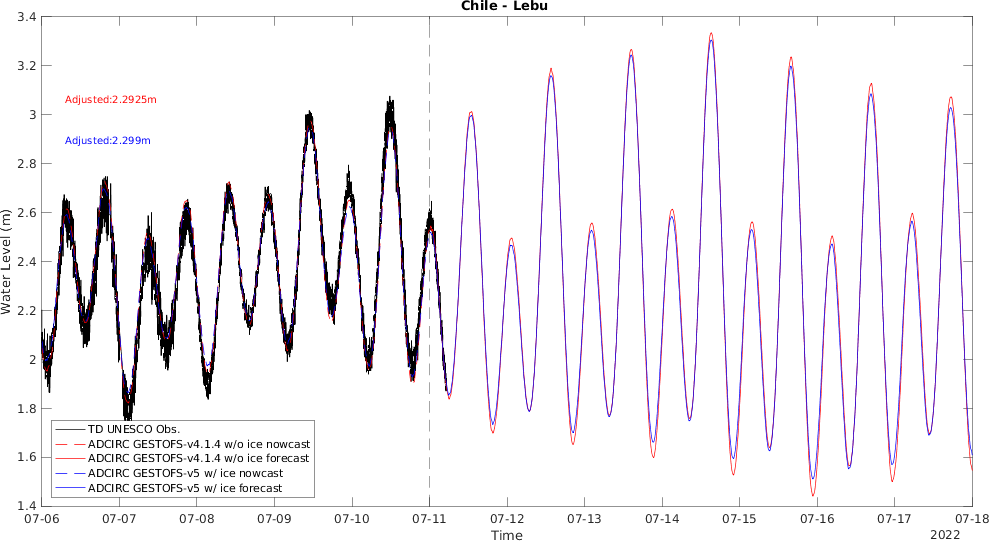 Chile - Lebu
3.4
3.2
3
2.8
2.6
2.4
2.2
2
1.8
1.6
1.4
Water Level (m)
Adjusted:2.2925m
Adjusted:2.299m
TD UNESCO Obs.
ADCIRC GESTOFS-v4.1.4 w/o ice nowcast
ADCIRC GESTOFS-v4.1.4 w/o ice forecast
ADCIRC GESTOFS-v5 w/ ice nowcast
ADCIRC GESTOFS-v5 w/ ice forecast
07-06 07-07 07-08 07-09 07-10 07-11 07-12 07-13 07-14 07-15 07-16 07-17 07-18
Time
2022